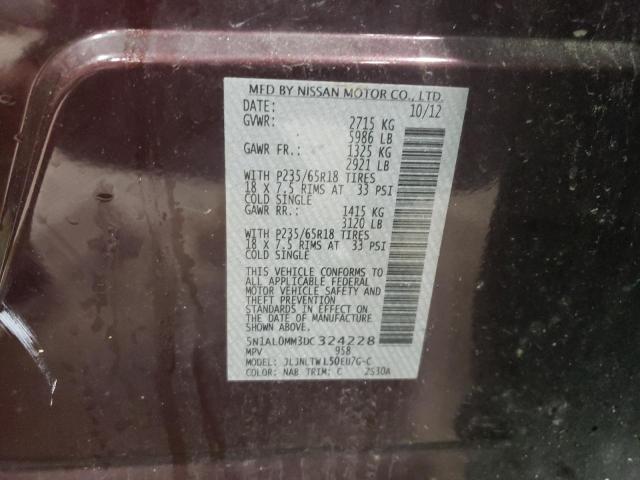 MFD BY NISSAN MOTOR CO., LTD.
DATE: 10/12
GVWR: 2715 KG
5986 LB
GAWR FR.: 1325 KG
2921 LB
WITH P235/65R18 TIRES
18 X 7.5 RIMS AT 33 PSI
COLD SINGLE
GAWR RR.: 1415 KG
3120 LB
WITH P235/65R18 TIRES
18 X 7.5 RIMS AT 33 PSI
COLD SINGLE
THIS VEHICLE CONFORMS TO
ALL APPLICABLE FEDERAL
MOTOR VEHICLE SAFETY AND
THEFT PREVENTION
STANDARDS IN EFFECT ON
THE DATE OF MANUFACTURE
SHOWN ABOVE.
5N1AL0MM3DC324228
MPV 958
MODEL: JLJNLTWL50EU7G-C
COLOR: NAB TRIM: C 2S30A